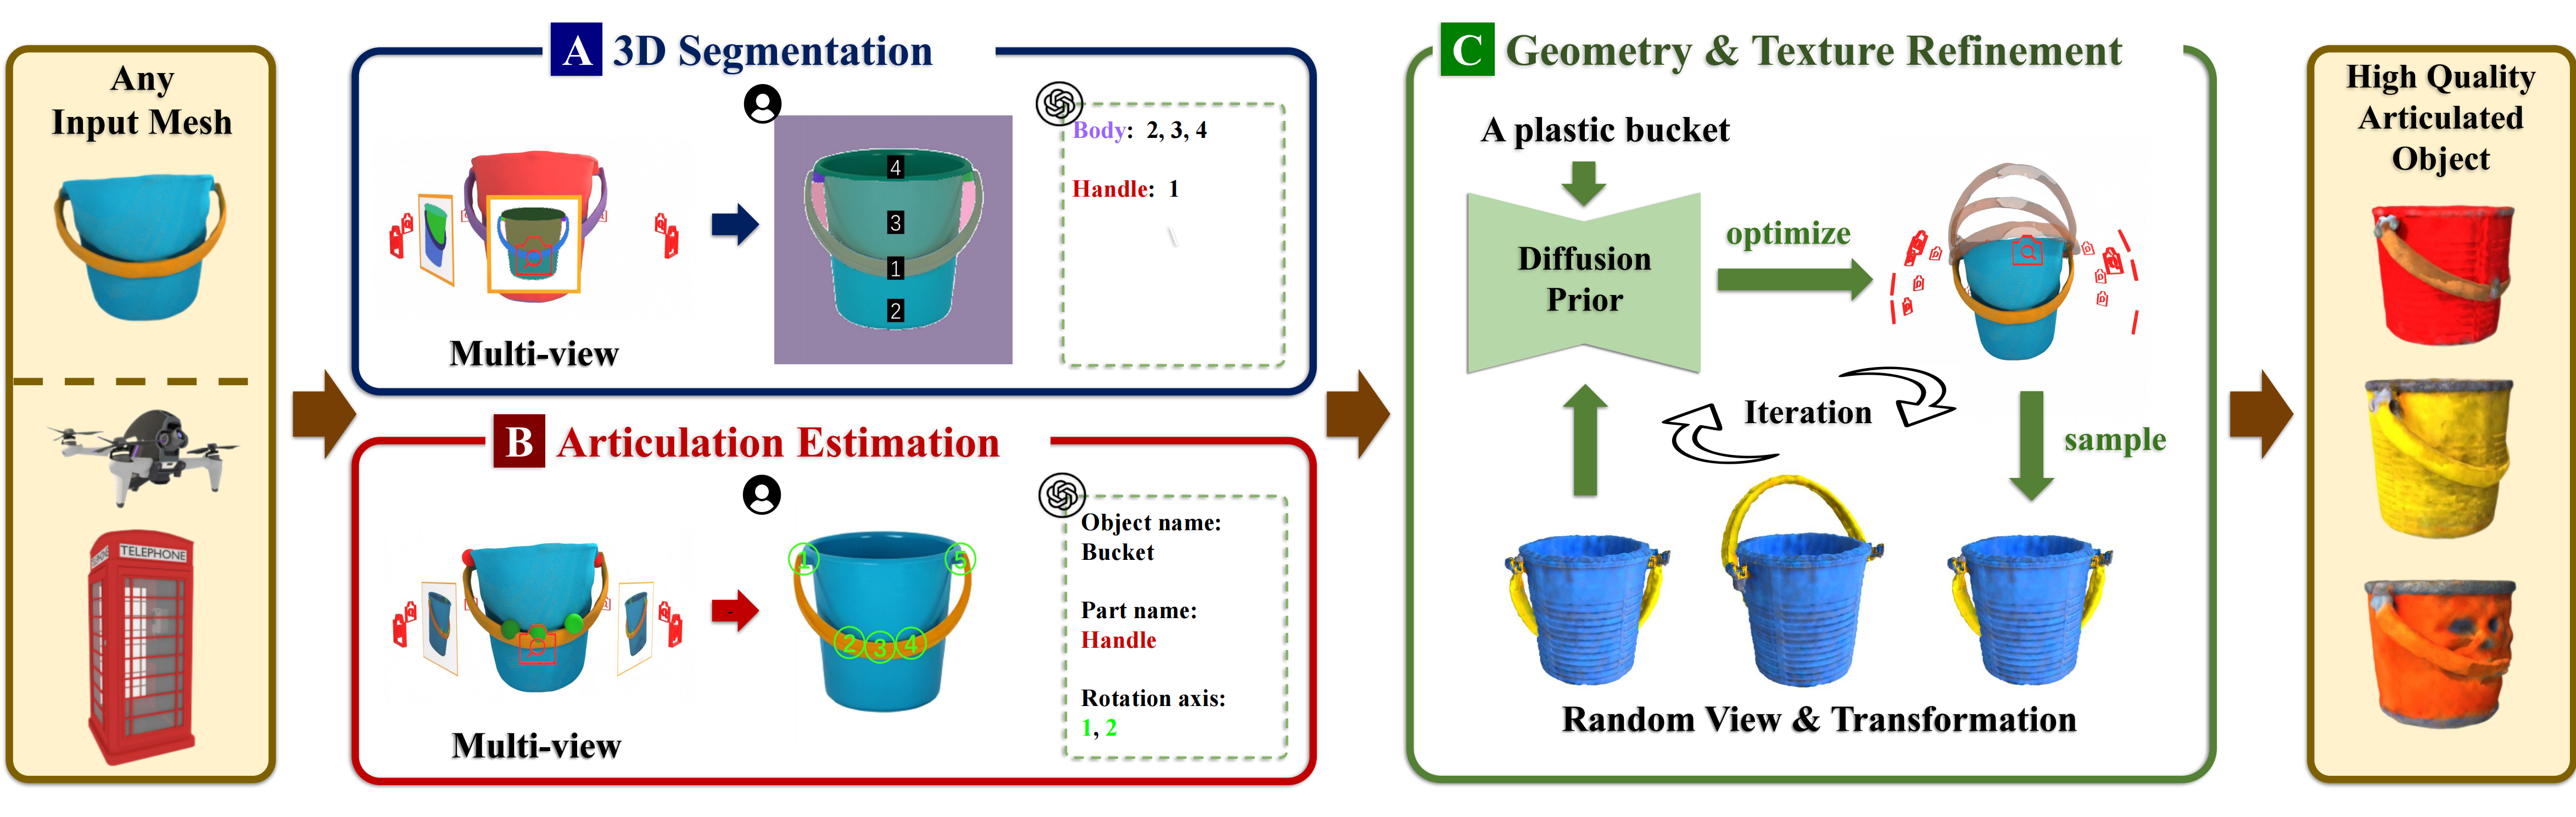 Any
Input Mesh
TELEPHONE
A 3D Segmentation
Multi-view
4
3
1
2
Body: 2, 3, 4
Handle: 1
B Articulation Estimation
Multi-view
1
5
2
3
4
Object name:
Bucket
Part name:
Handle
Rotation axis:
1, 2
C Geometry & Texture Refinement
A plastic bucket
Diffusion
Prior
optimize
Iteration
sample
Random View & Transformation
High Quality
Articulated
Object